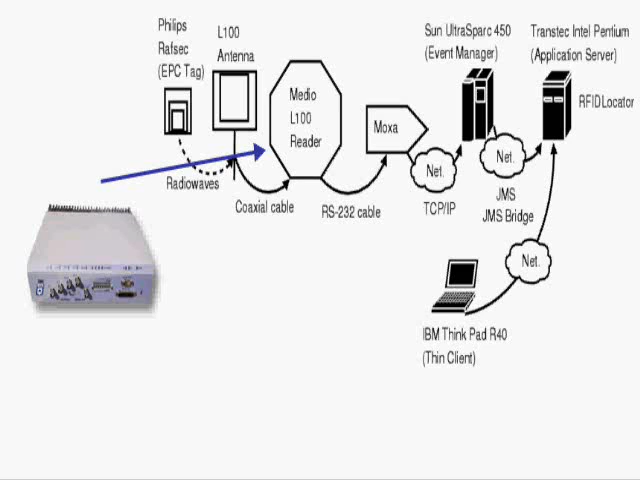 Philips
Rafsec
(EPC Tag)
L100
Antenna
Sun UltraSparc 450
(Event Manager)
Transtec Intel Pentium
(Application Server)
Medio
L100
Reader
Moxa
RFIDLocator
Net.
Net.
Radiowaves
Coaxial cable
RS-232 cable
TCP/IP
JMS
JMS Bridge
Net.
IBM Think Pad R40
(Thin Client)